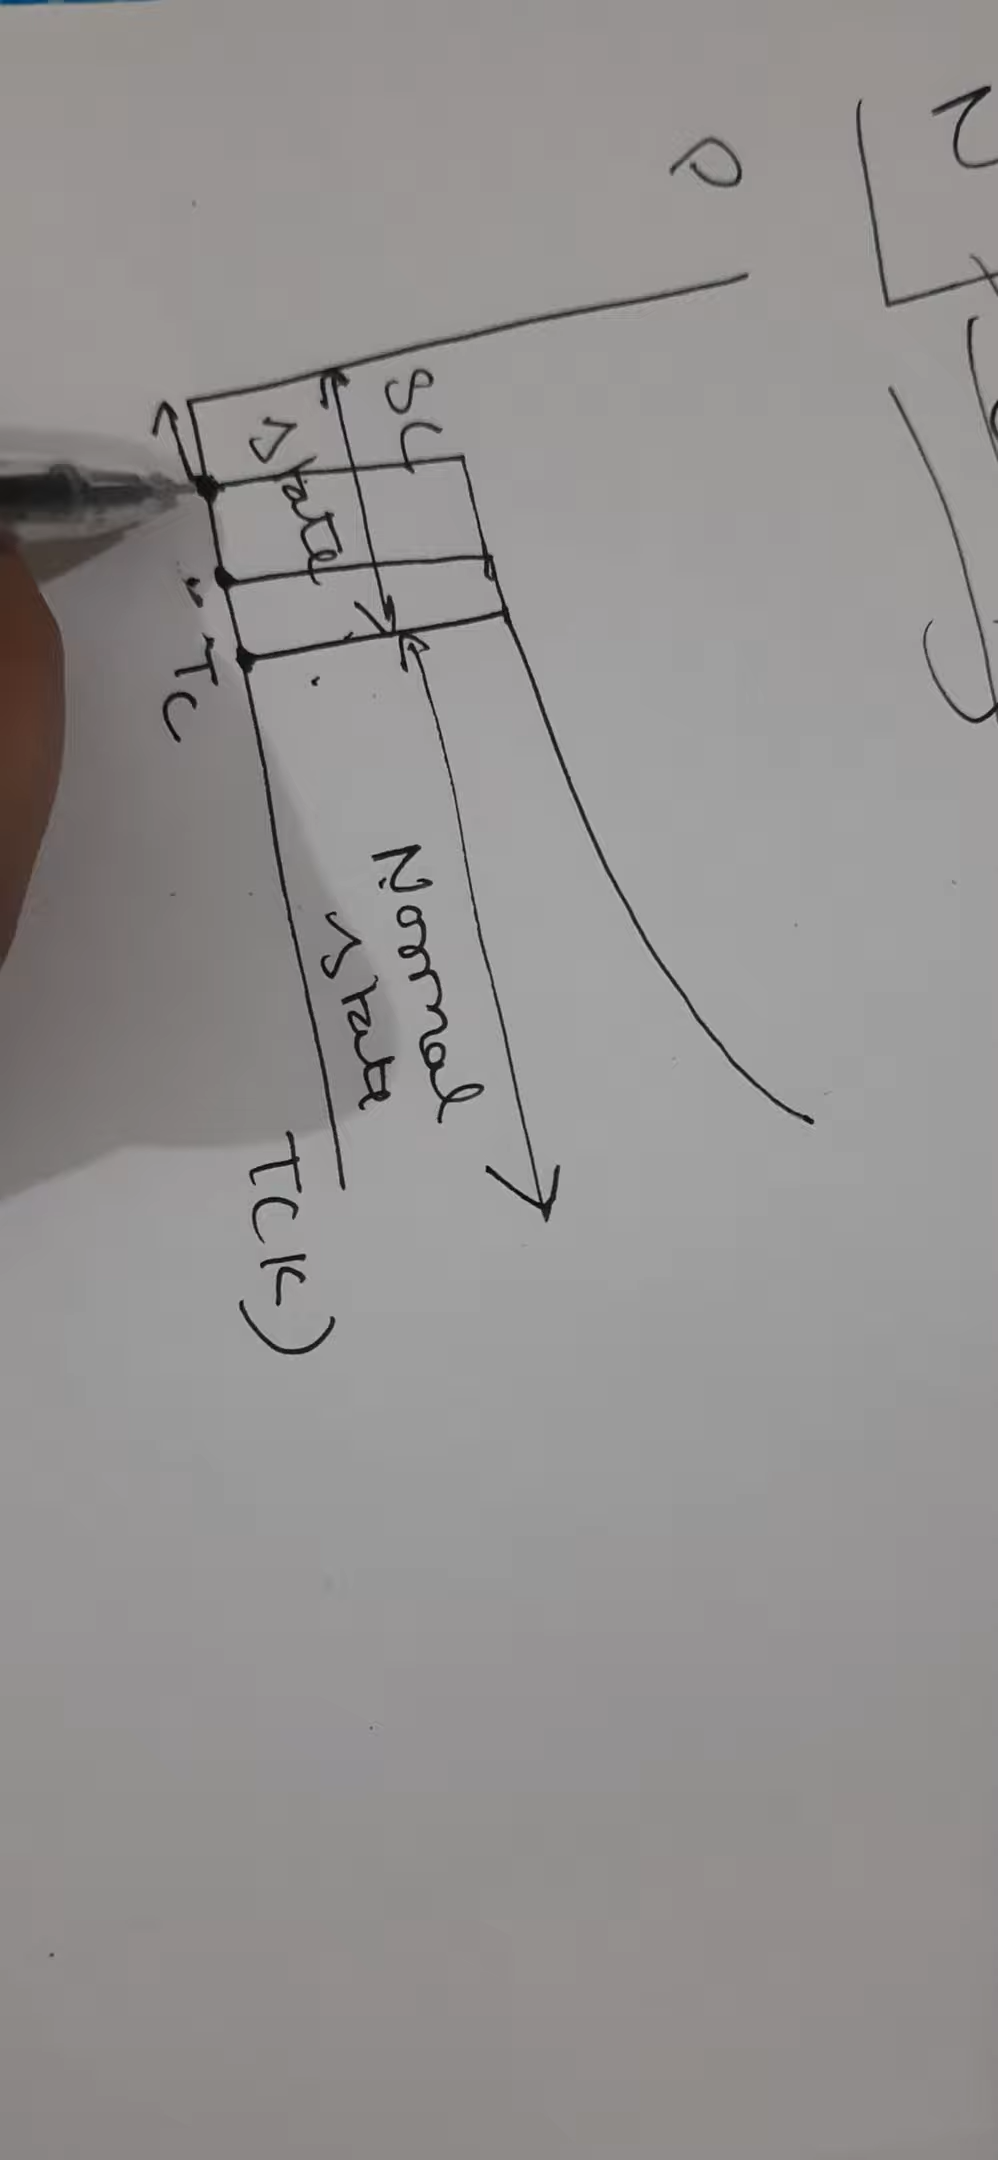 ρ
SC
State
Normal
State
TC
T(K)